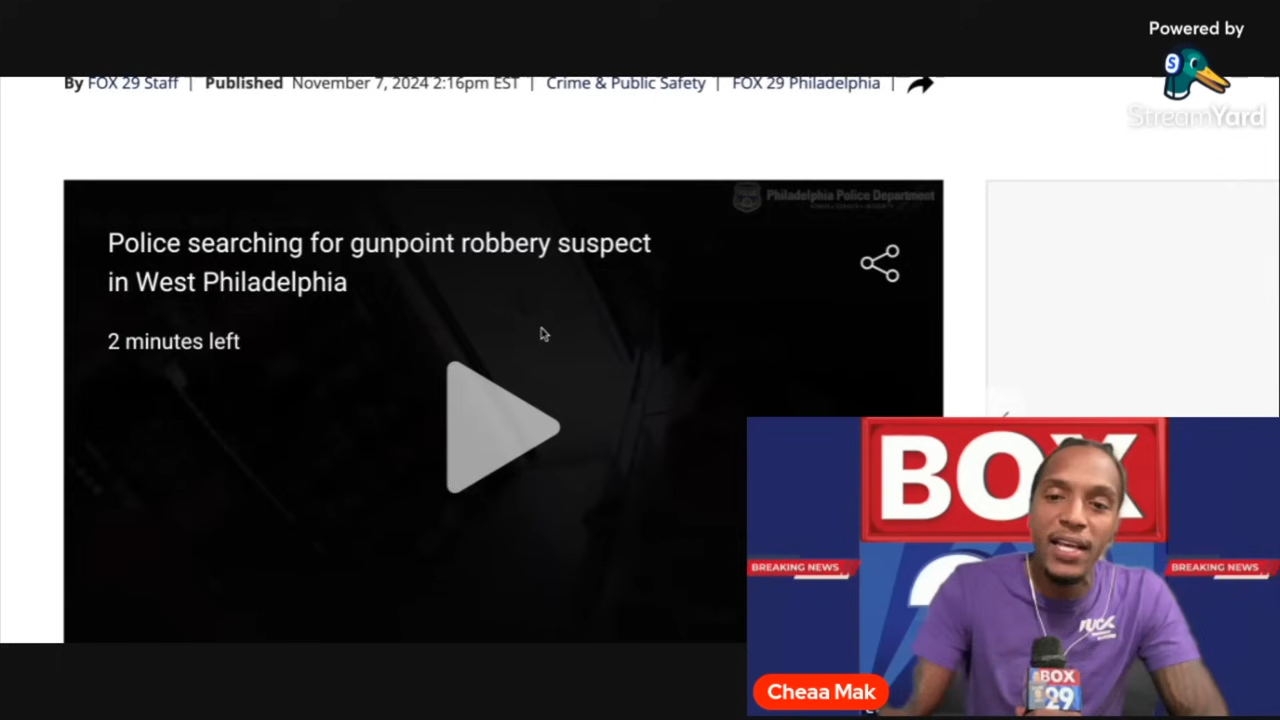 Powered by
StreamYard
By FOX 29 Staff | Published November 7, 2024 2:16pm EST | Crime & Public Safety | FOX 29 Philadelphia |
Philadelphia Police Department
Police searching for gunpoint robbery suspect
in West Philadelphia
2 minutes left
BOX
BREAKING NEWS
BREAKING NEWS
BOX
29
Cheaa Mak